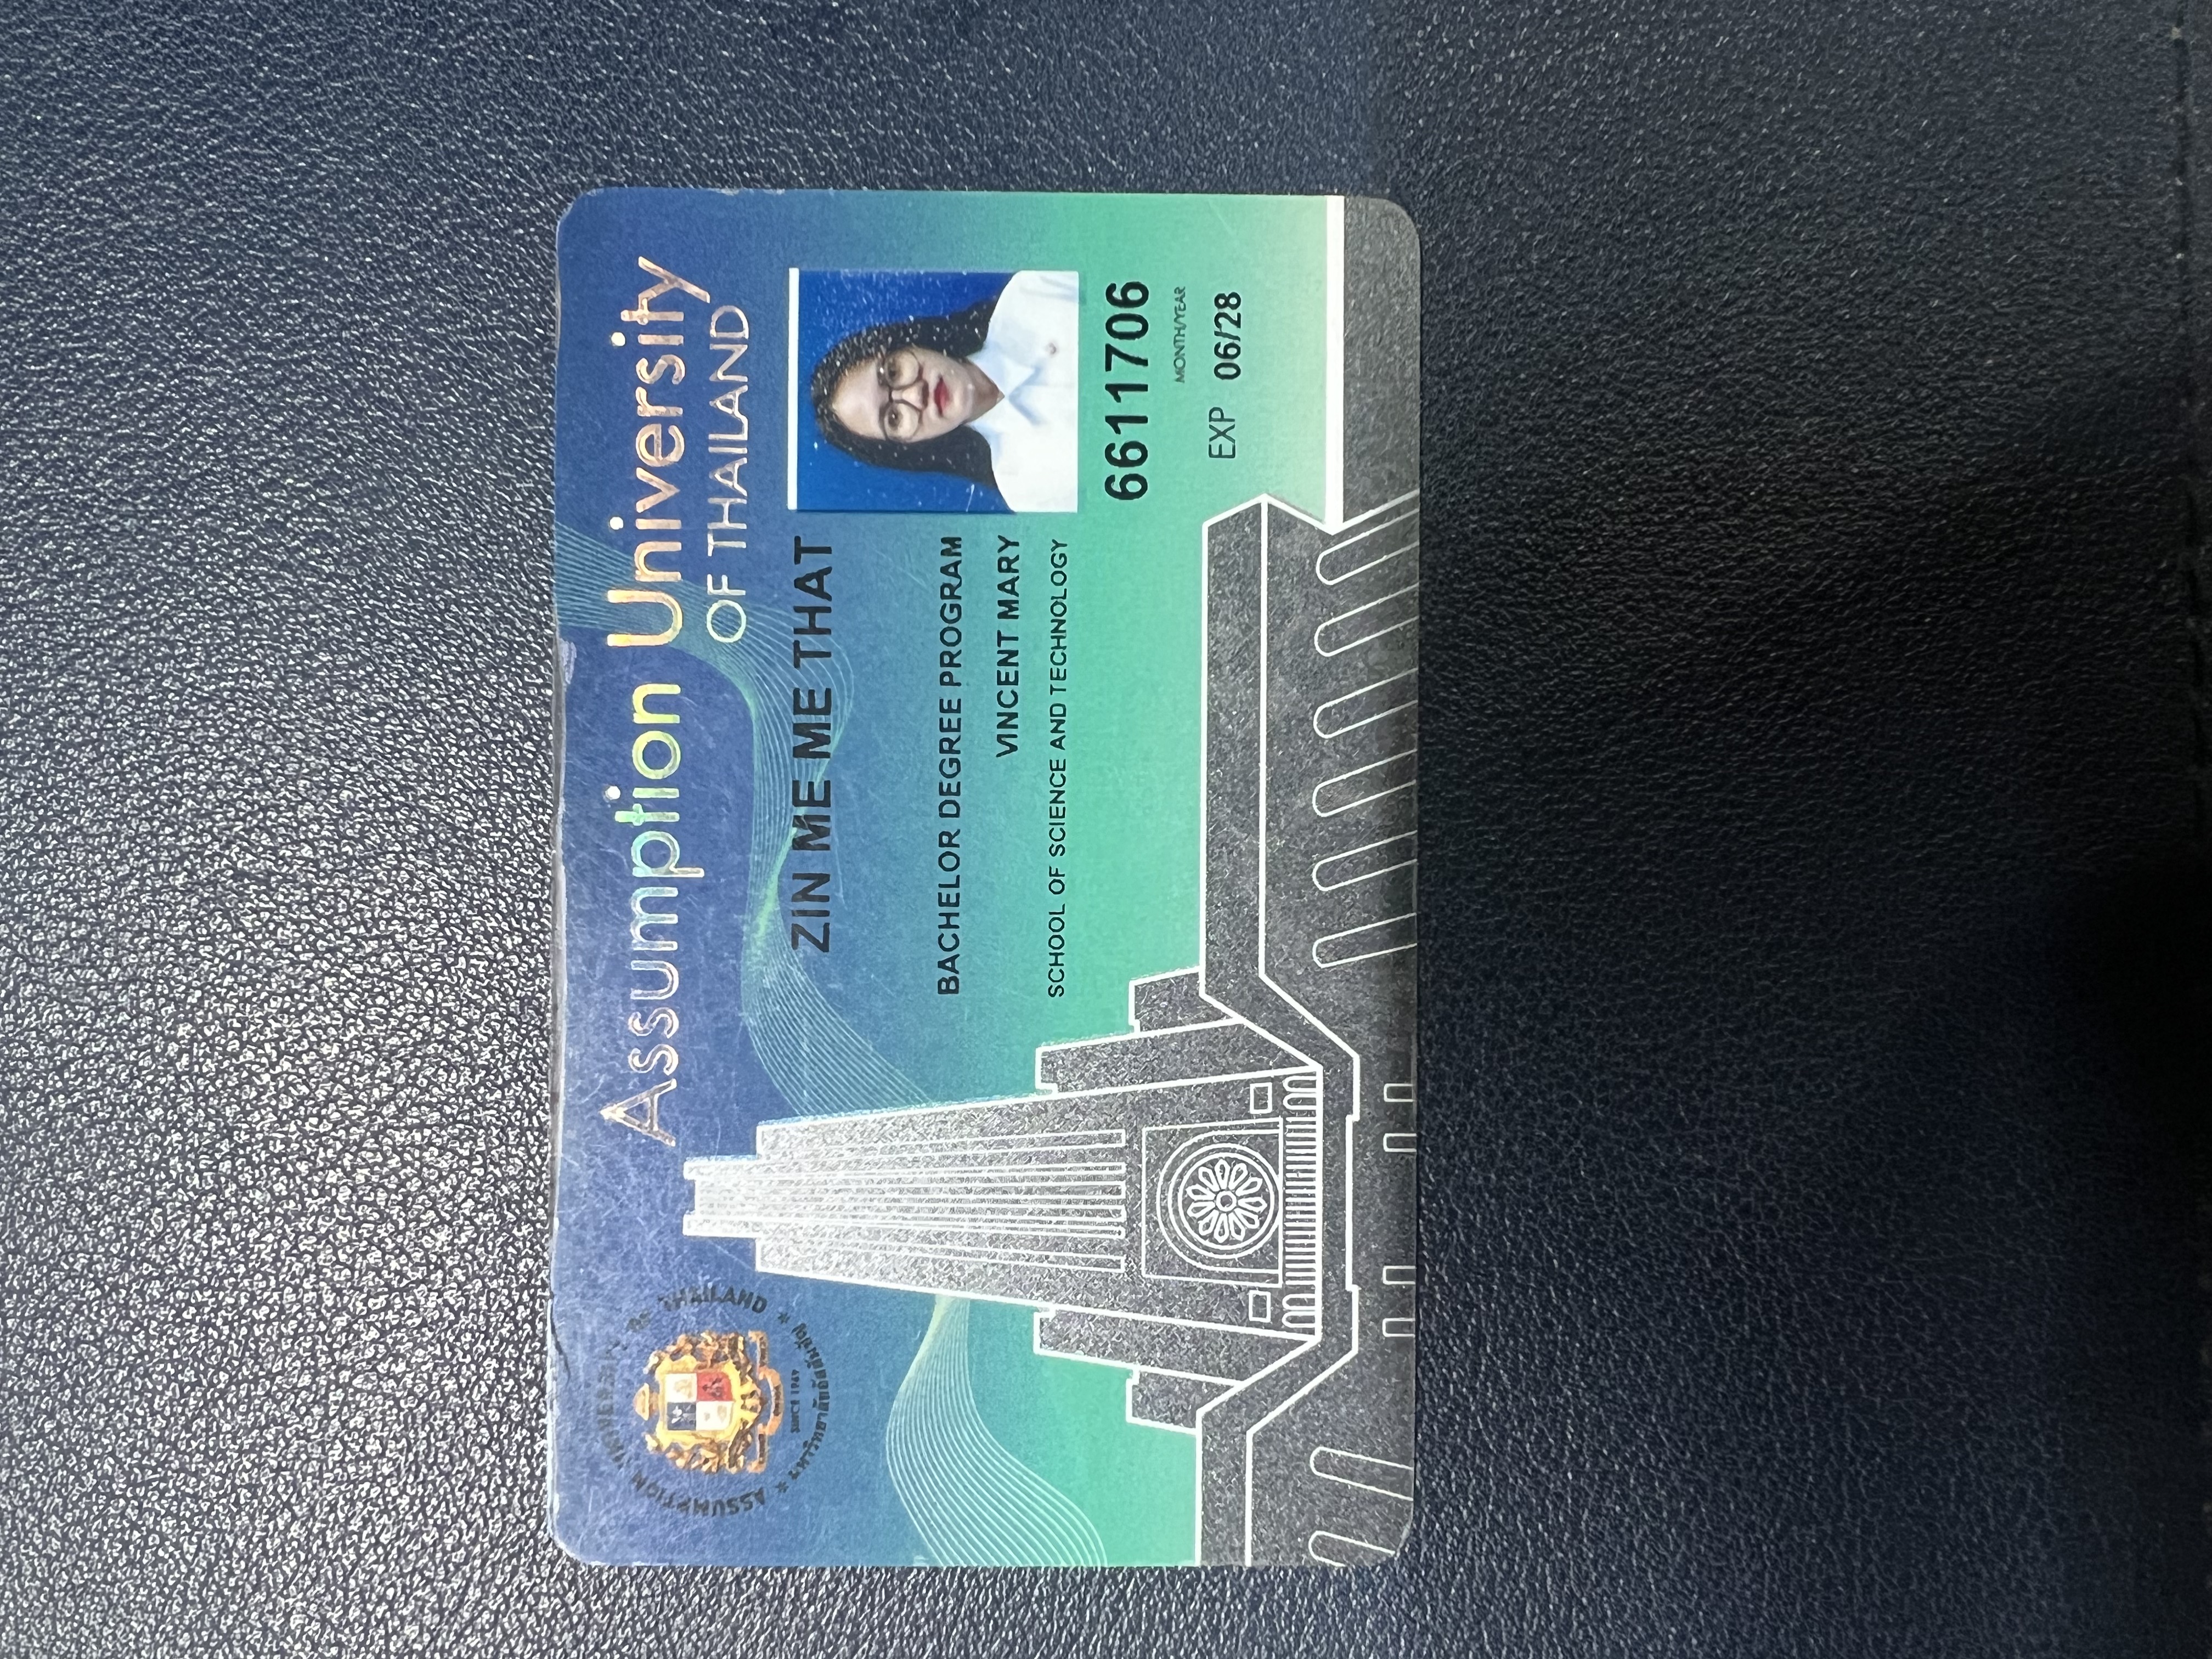 ASSUMPTION UNIVERSITY OF THAILAND
SINCE 1969
มหาวิทยาลัยอัสสัมชัญ
Assumption University
OF THAILAND
ZIN ME ME THAT
BACHELOR DEGREE PROGRAM
VINCENT MARY
SCHOOL OF SCIENCE AND TECHNOLOGY
6611706
MONTH/YEAR
EXP 06/28